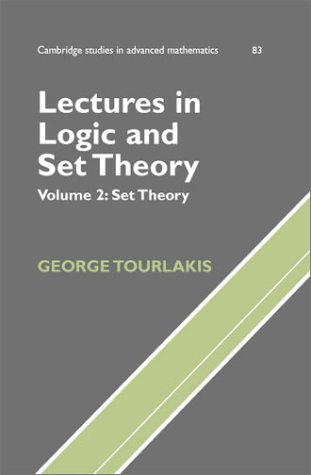 Cambridge studies in advanced mathematics 83
Lectures in
Logic and
Set Theory
Volume 2: Set Theory
GEORGE TOURLAKIS